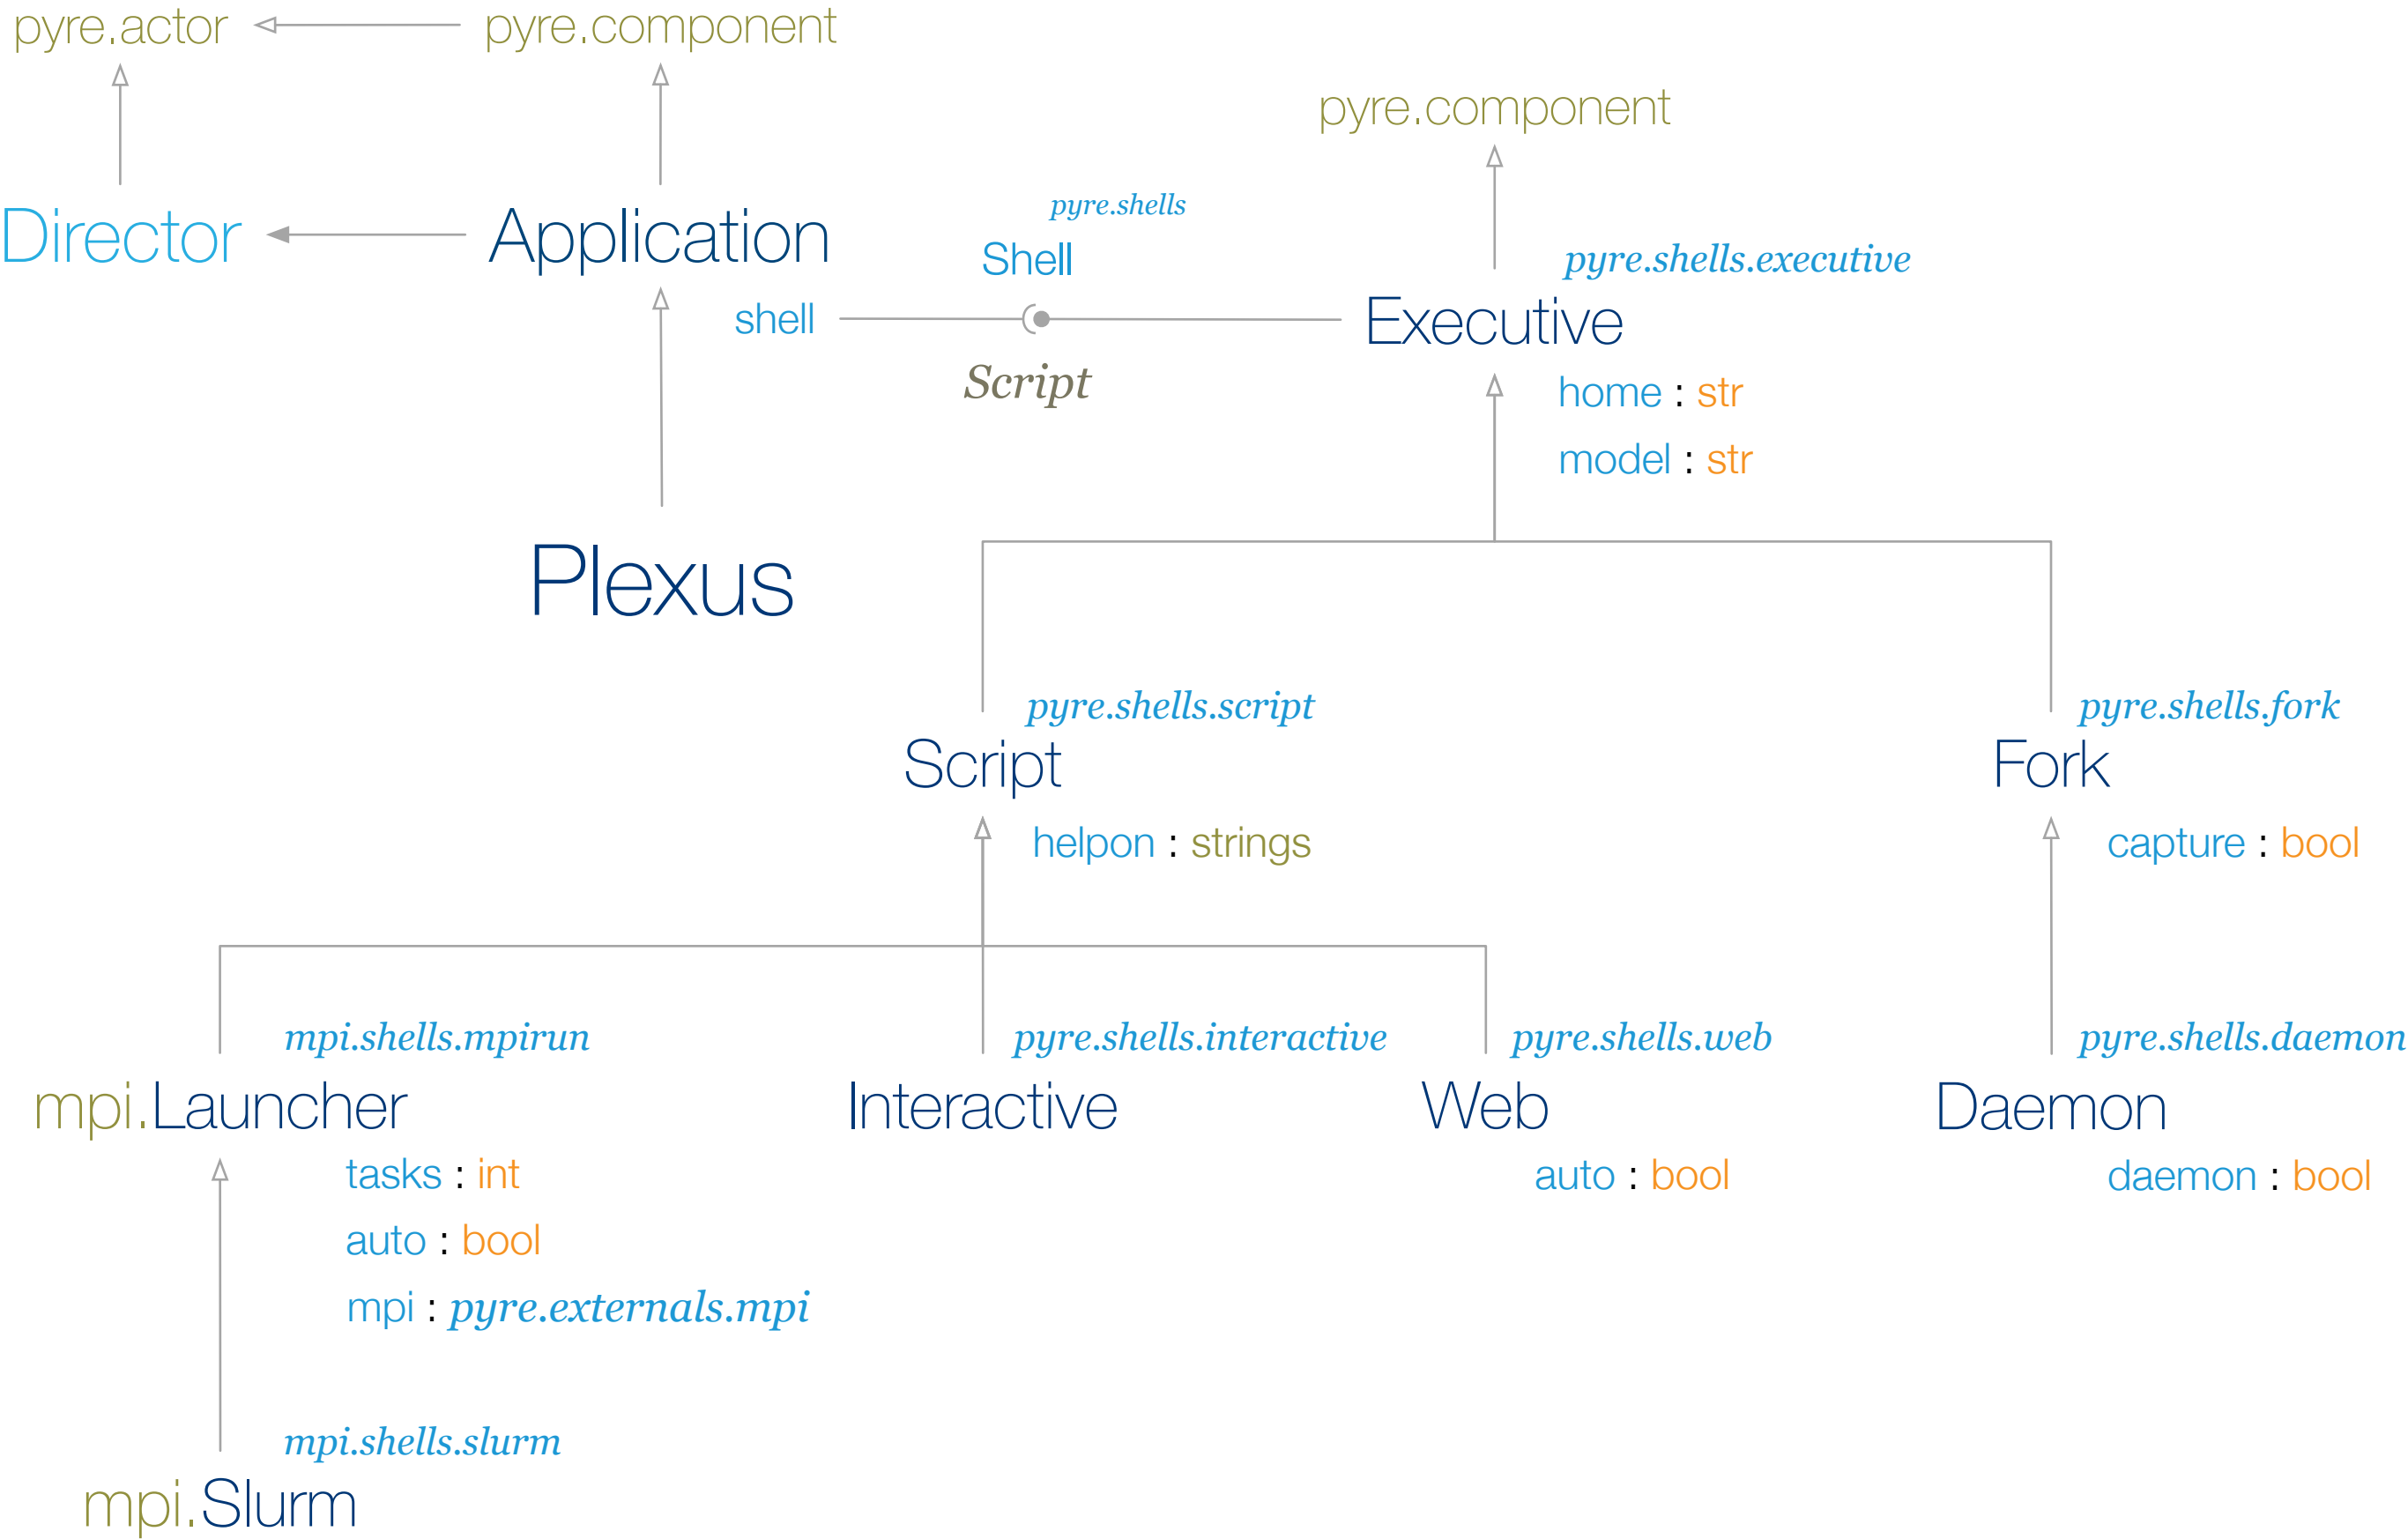 pyre.actor
pyre.component
pyre.component
pyre.shells
Director
Application
Shell
pyre.shells.executive
shell
Executive
Script
home : str
model : str
Plexus
pyre.shells.script
pyre.shells.fork
Script
Fork
helpon : strings
capture : bool
mpi.shells.mpirun
pyre.shells.interactive
pyre.shells.web
pyre.shells.daemon
mpi.Launcher
Interactive
Web
Daemon
tasks : int
auto : bool
daemon : bool
auto : bool
mpi : pyre.externals.mpi
mpi.shells.slurm
mpi.Slurm